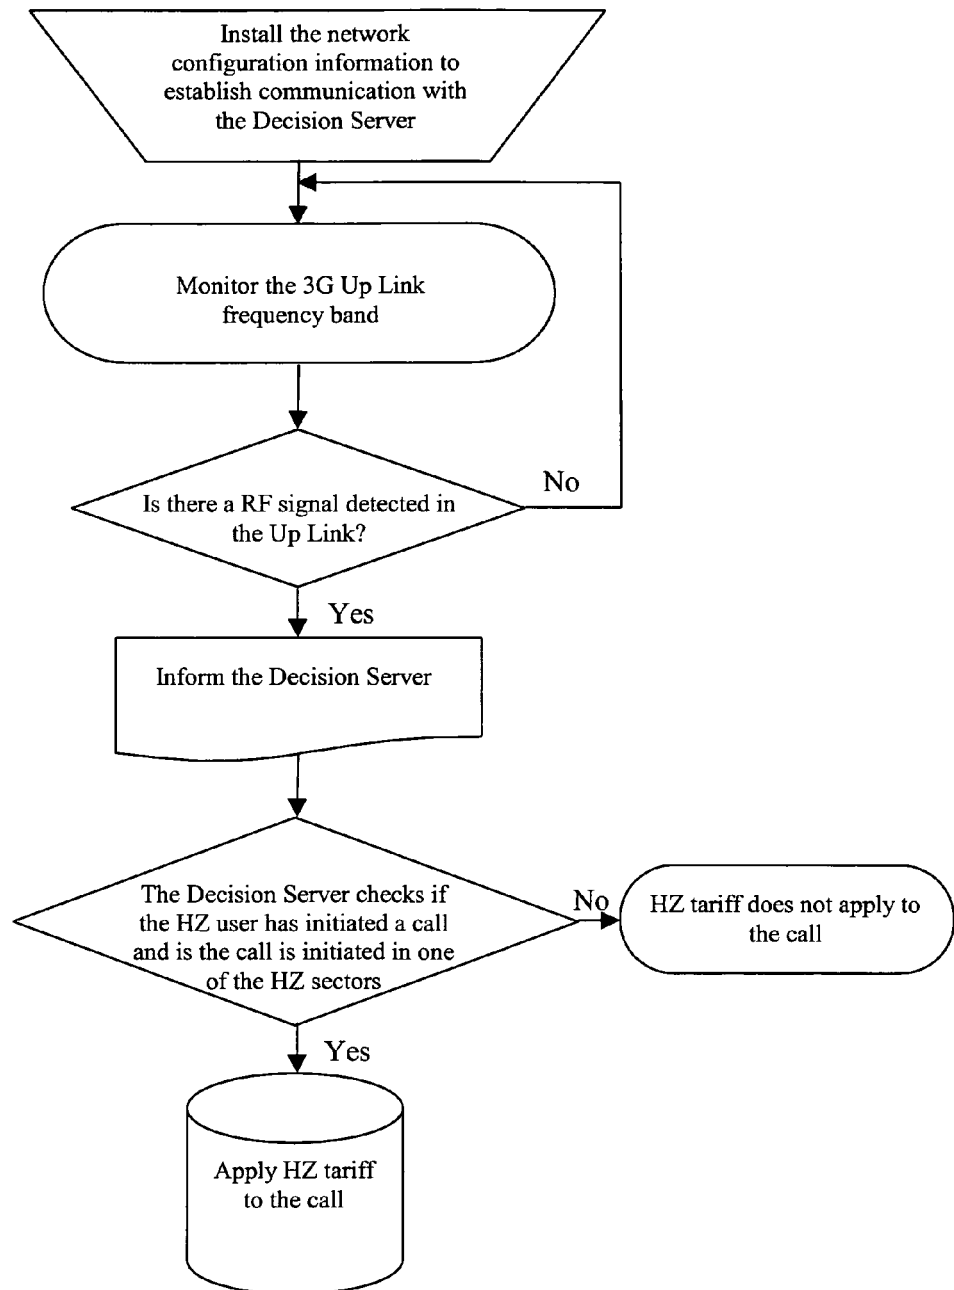 Install the network
configuration information to
establish communication with
the Decision Server
Monitor the 3G Up Link
frequency band
Is there a RF signal detected in
the Up Link?
No
Yes
Inform the Decision Server
The Decision Server checks if
the HZ user has initiated a call
and is the call is initiated in one
of the HZ sectors
No
HZ tariff does not apply to
the call
Yes
Apply HZ tariff
to the call